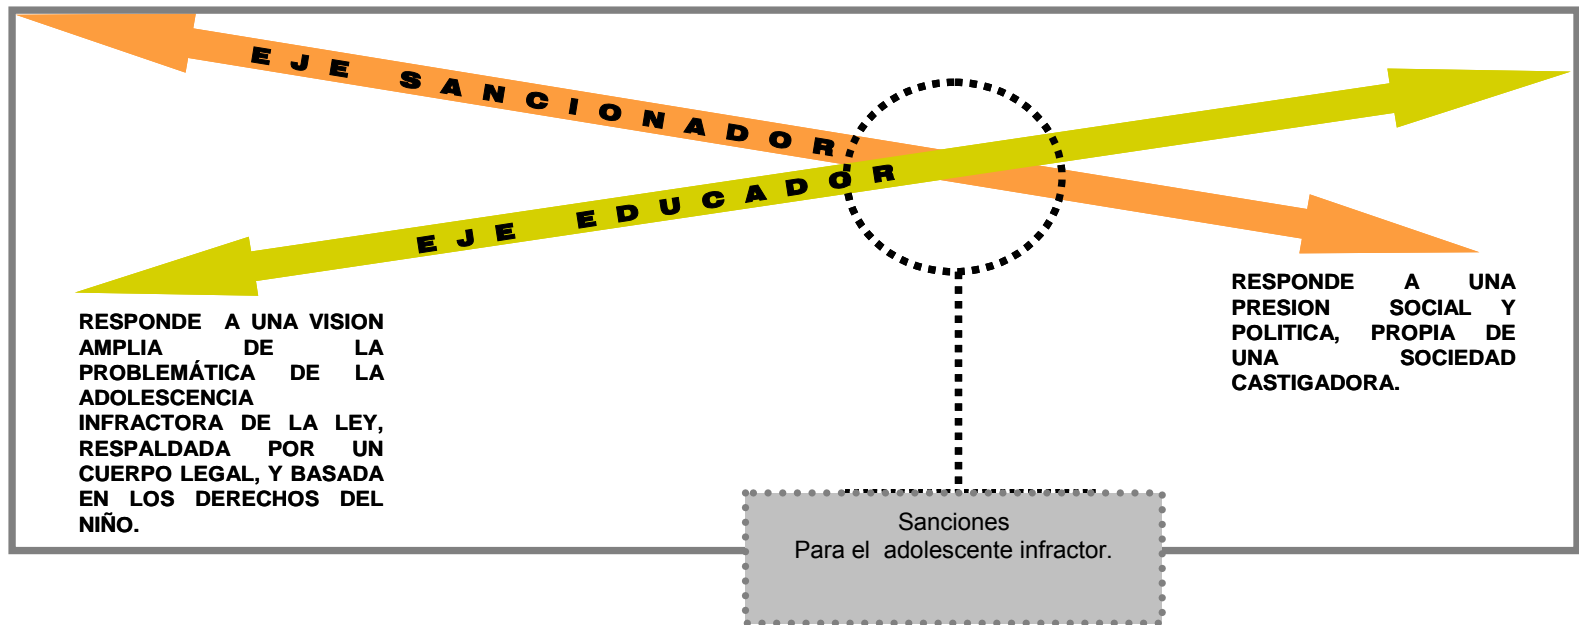 EJE SANCIONADOR
EJE EDUCADOR
RESPONDE A UNA VISION
AMPLIA DE LA
PROBLEMÁTICA DE LA
ADOLESCENCIA
INFRACTORA DE LA LEY,
RESPALDADA POR UN
CUERPO LEGAL, Y BASADA
EN LOS DERECHOS DEL
NIÑO.
RESPONDE A UNA
PRESION SOCIAL Y
POLITICA, PROPIA DE
UNA SOCIEDAD
CASTIGADORA.
Sanciones
Para el adolescente infractor.